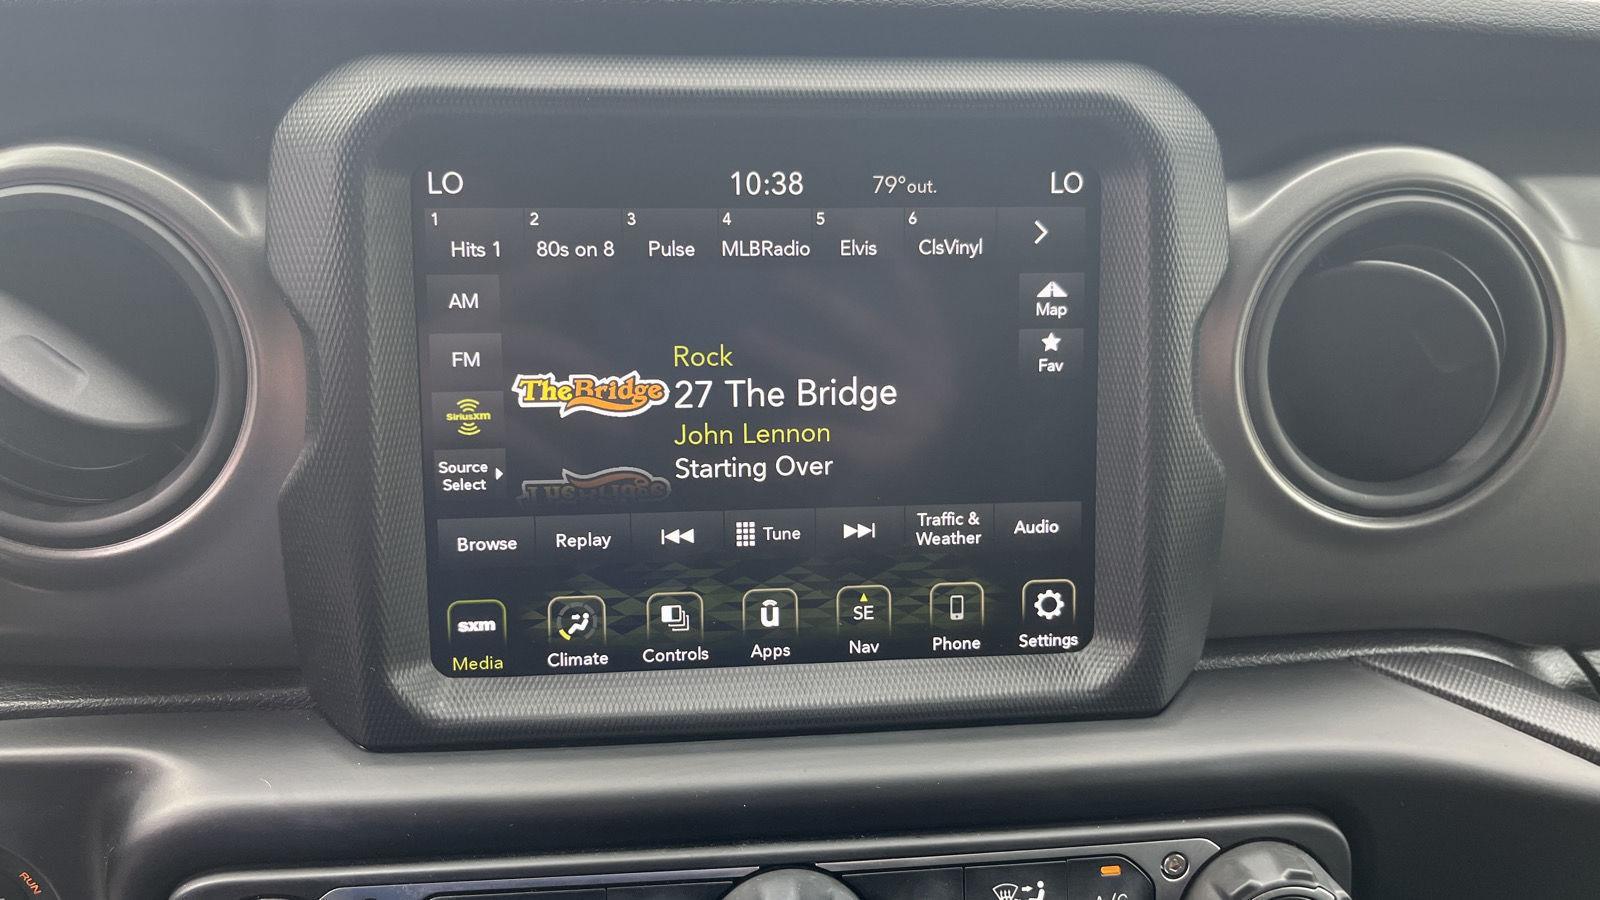 LO 10:38 79°out. LO
1 2 3 4 5 6
Hits 1 80s on 8 Pulse MLBRadio Elvis ClsVinyl
AM
FM
SiriusXM
Source
Select
Map
Fav
Rock
TheBridge
27 The Bridge
John Lennon
Starting Over
Browse Replay Tune Traffic &
Weather Audio
sxm
Media
Climate
Controls
ū
Apps
SE
Nav
Phone
Settings
RUN
A/C